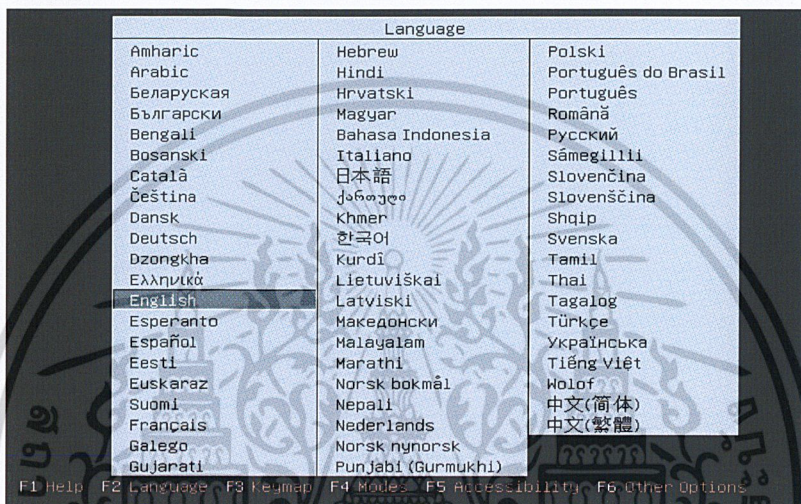 Language
Amharic
Arabic
Беларуская
Български
Bengali
Bosanski
Català
Čeština
Dansk
Deutsch
Dzongkha
Ελληνικά
English
Esperanto
Español
Eesti
Euskaraz
Suomi
Français
Galego
Gujarati
Hebrew
Hindi
Hrvatski
Magyar
Bahasa Indonesia
Italiano
日本語
ქართული
Khmer
한국어
Kurdî
Lietuviškai
Latviski
Македонски
Malayalam
Marathi
Norsk bokmål
Nepali
Nederlands
Norsk nynorsk
Punjabi (Gurmukhi)
Polski
Português do Brasil
Português
Română
Русский
Sámegillii
Slovenčina
Slovenščina
Shqip
Svenska
Tamil
Thai
Tagalog
Türkçe
Українська
Tiếng Việt
Wolof
中文(简体)
中文(繁體)
F1 Help F2 Language F3 Keymap F4 Modes F5 Accessibility F6 Other Options